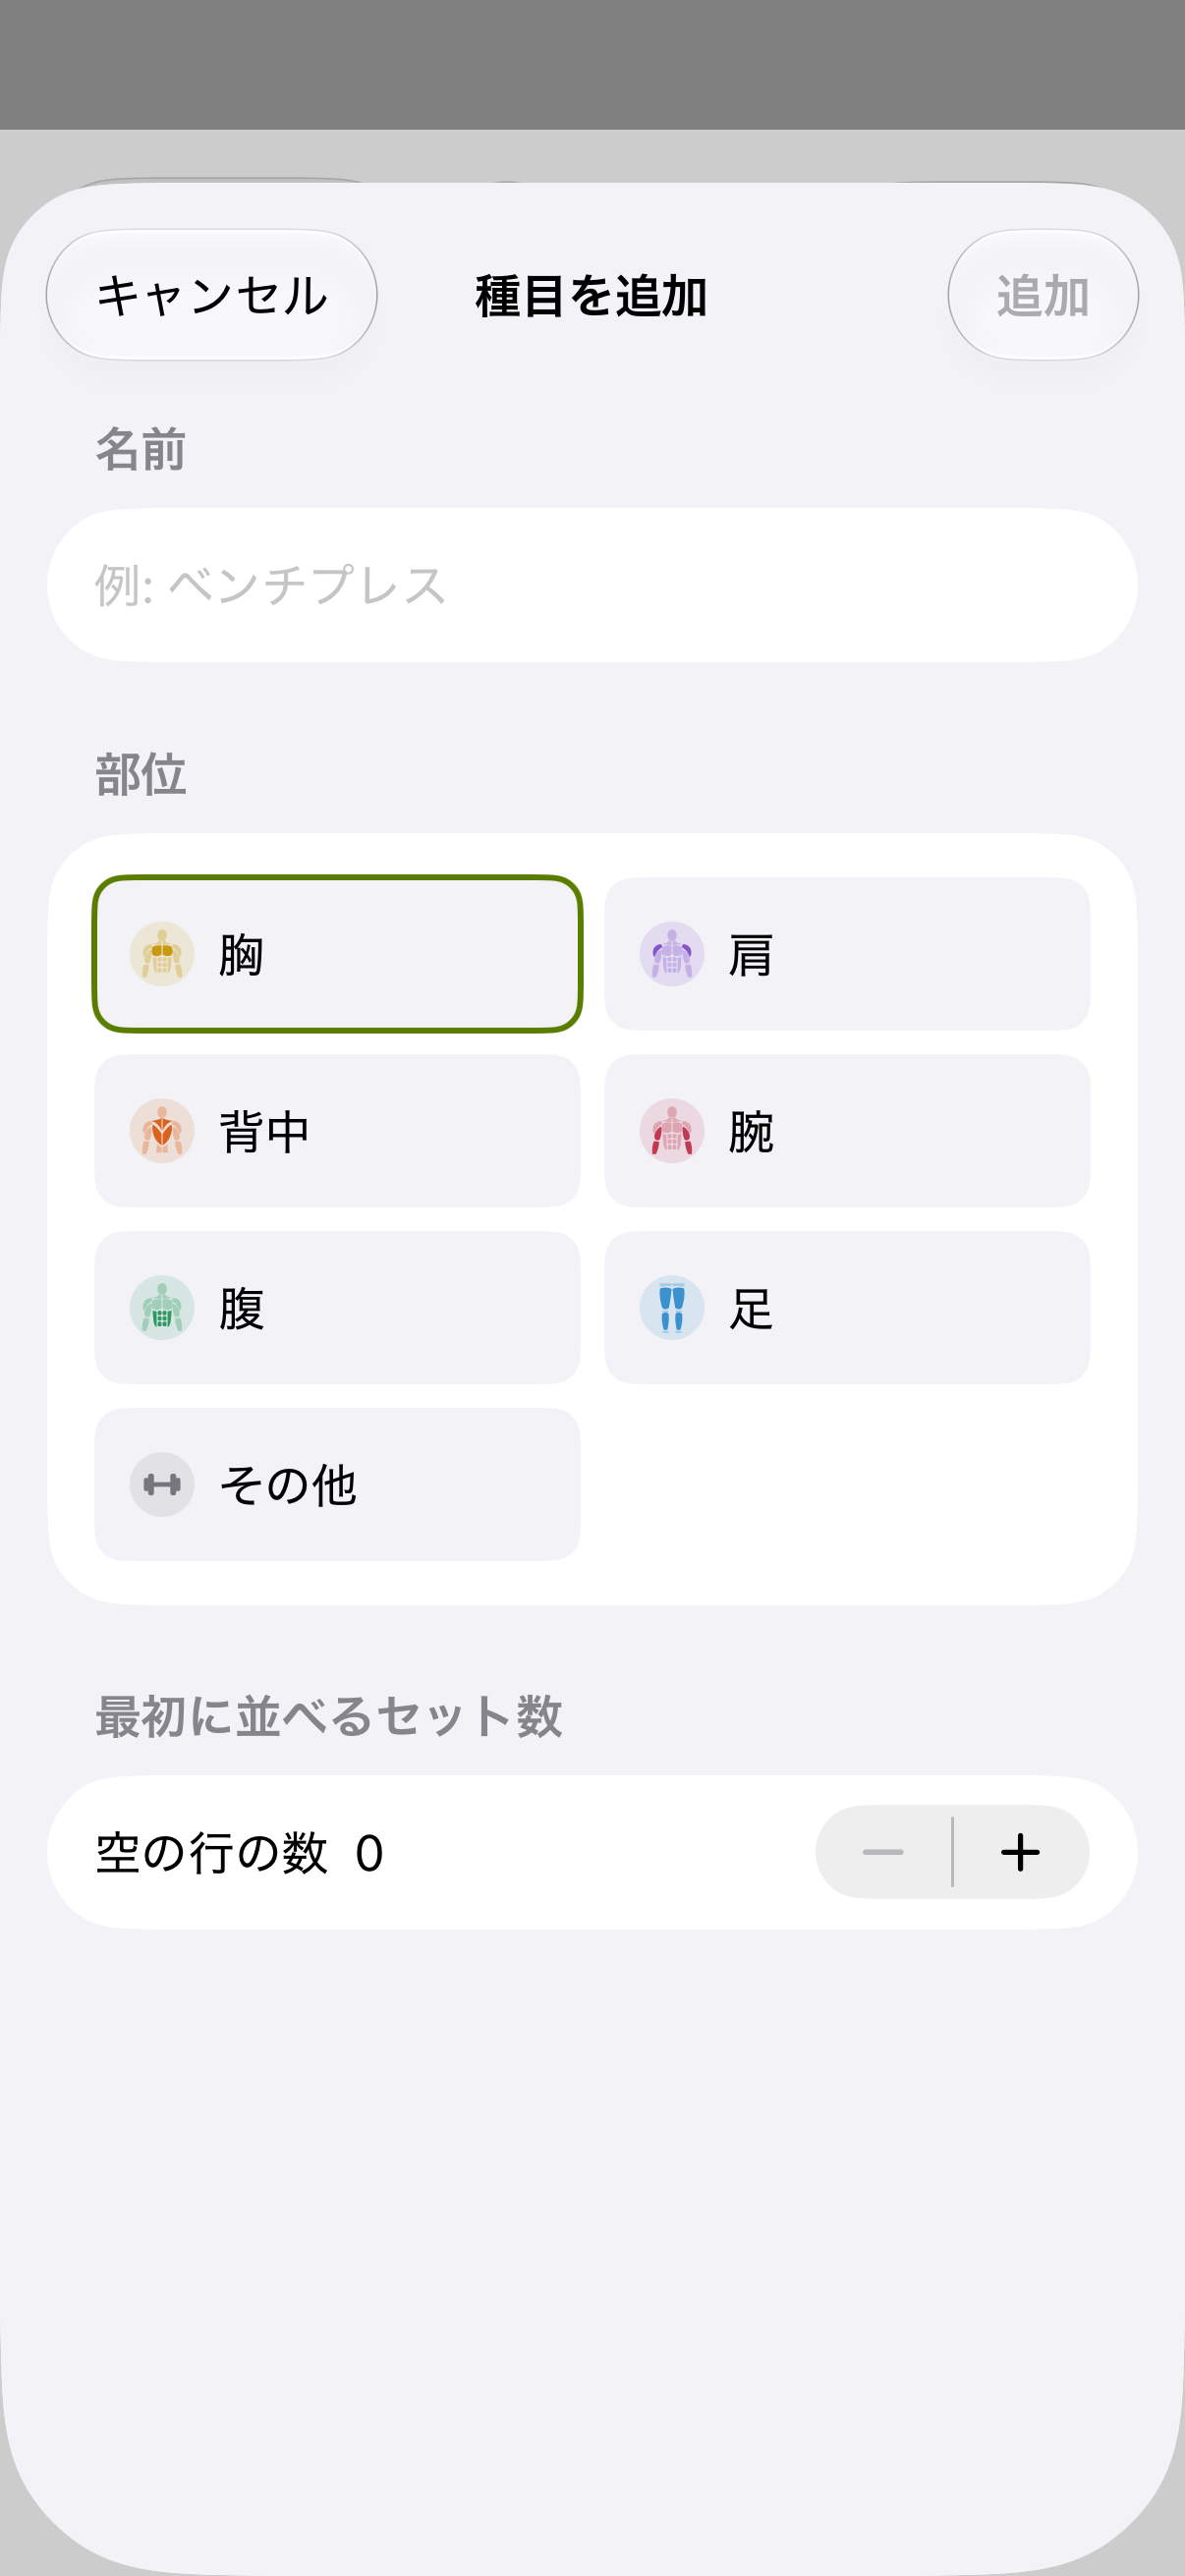 キャンセル
種目を追加
追加
名前
例: ベンチプレス
部位
胸
肩
背中
腕
腹
足
その他
最初に並べるセット数
空の行の数 0